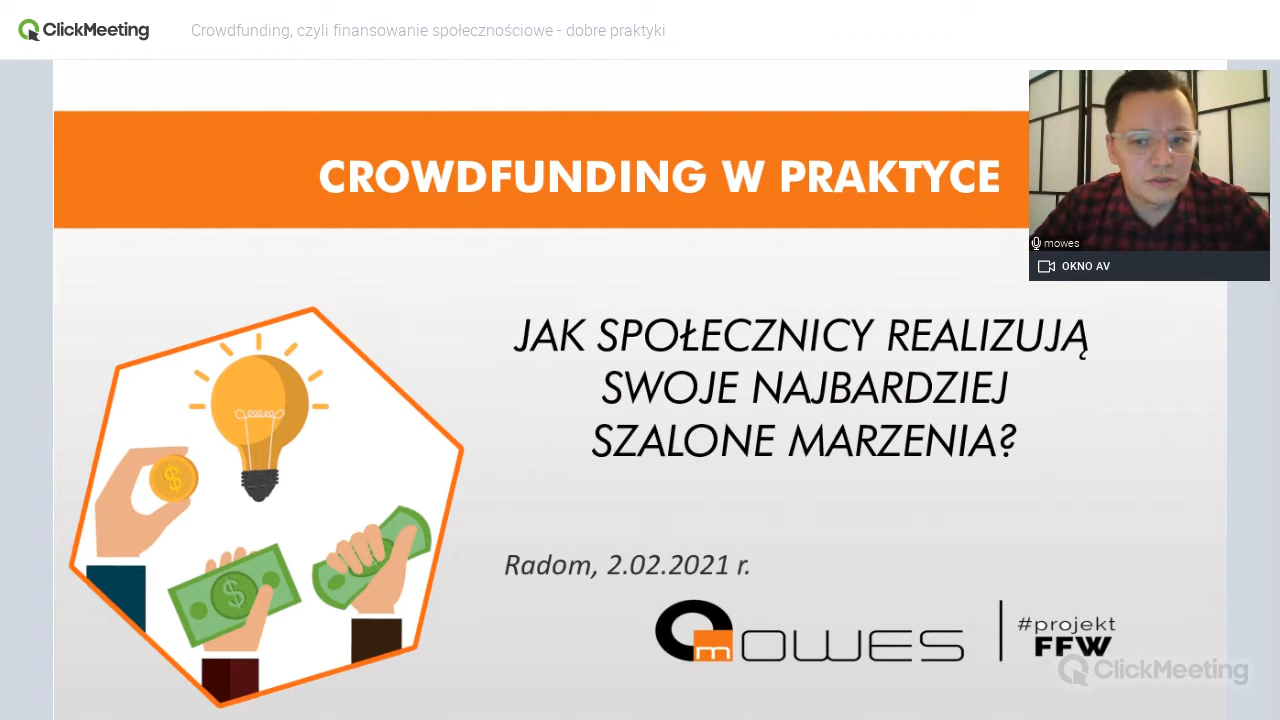 ClickMeeting
Crowdfunding, czyli finansowanie społecznościowe - dobre praktyki
CROWDFUNDING W PRAKTYCE
mowes
OKNO AV
JAK SPOŁECZNICY REALIZUJĄ
SWOJE NAJBARDZIEJ
SZALONE MARZENIA?
Radom, 2.02.2021 r.
m OWES
#projekt
FFW
ClickMeeting